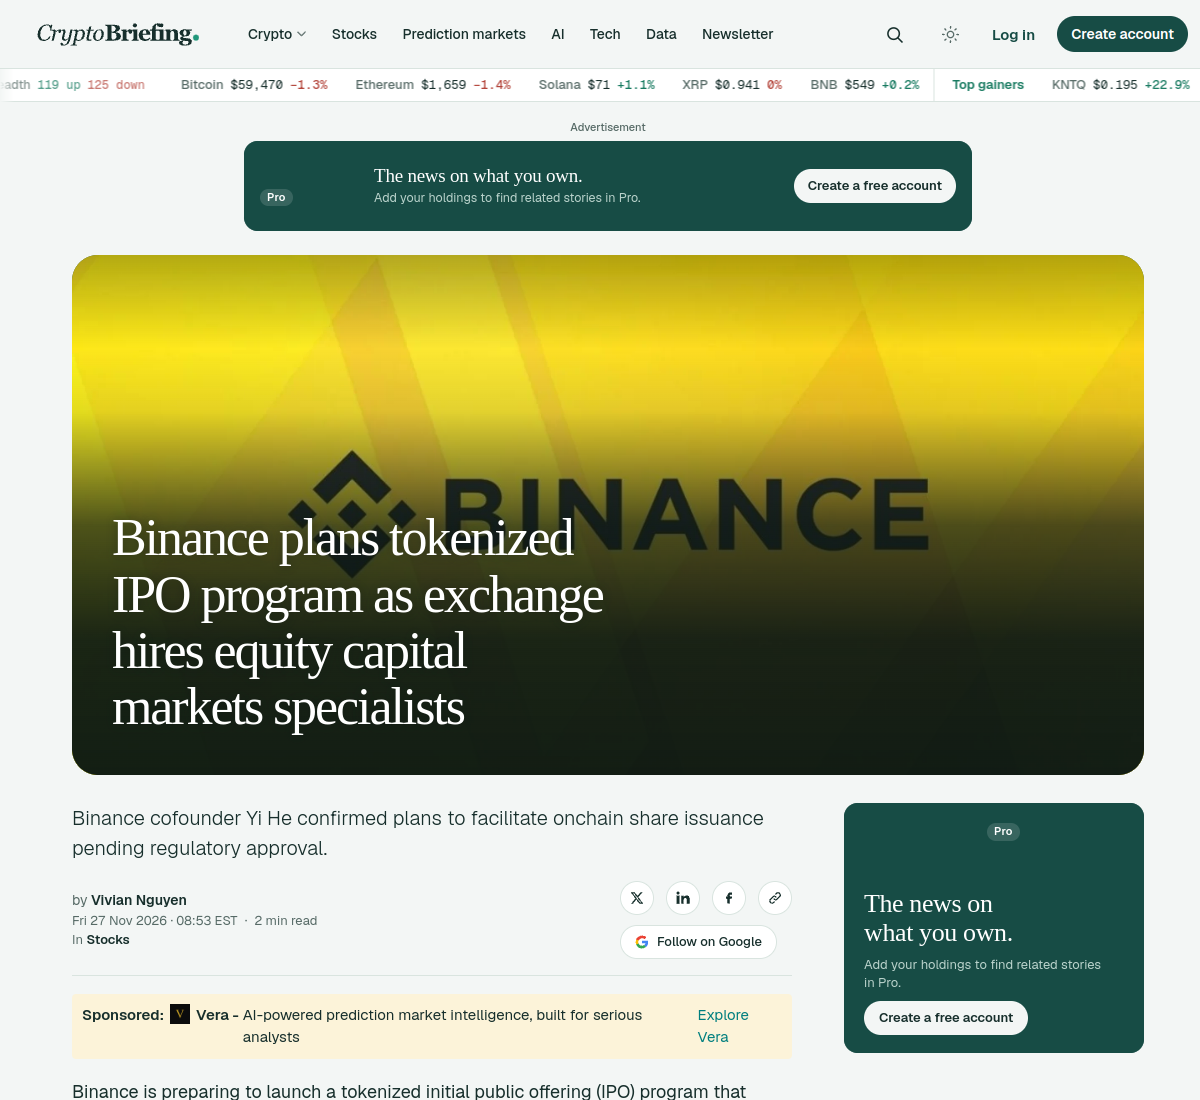 CryptoBriefing.
Crypto Stocks Prediction markets AI Tech Data Newsletter Log in Create account
119 up 125 down Bitcoin $59,470 −1.3% Ethereum $1,659 −1.4% Solana $71 +1.1% XRP $0.941 0% BNB $549 +0.2% Top gainers KNTQ $0.195 +22.9%
Advertisement
The news on what you own.
Pro
Add your holdings to find related stories in Pro.
Create a free account
BINANCE
Binance plans tokenized
IPO program as exchange
hires equity capital
markets specialists
Binance cofounder Yi He confirmed plans to facilitate onchain share issuance
pending regulatory approval.
by Vivian Nguyen
Fri 27 Nov 2026 · 08:53 EST · 2 min read
In Stocks
Follow on Google
Sponsored: V Vera - AI-powered prediction market intelligence, built for serious
analysts
Explore
Vera
Binance is preparing to launch a tokenized initial public offering (IPO) program that
Pro
The news on
what you own.
Add your holdings to find related stories
in Pro.
Create a free account